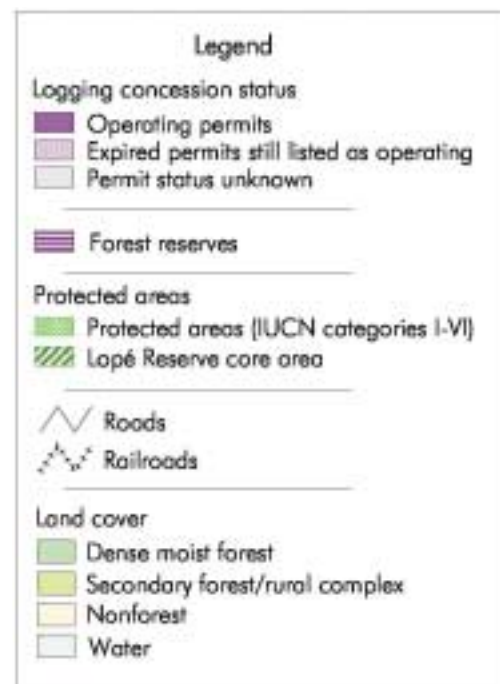 Legend
Logging concession status
Operating permits
Expired permits still listed as operating
Permit status unknown
Forest reserves
Protected areas
Protected areas (IUCN categories I-VI)
Lopé Reserve core area
Roads
Railroads
Land cover
Dense moist forest
Secondary forest/rural complex
Nonforest
Water